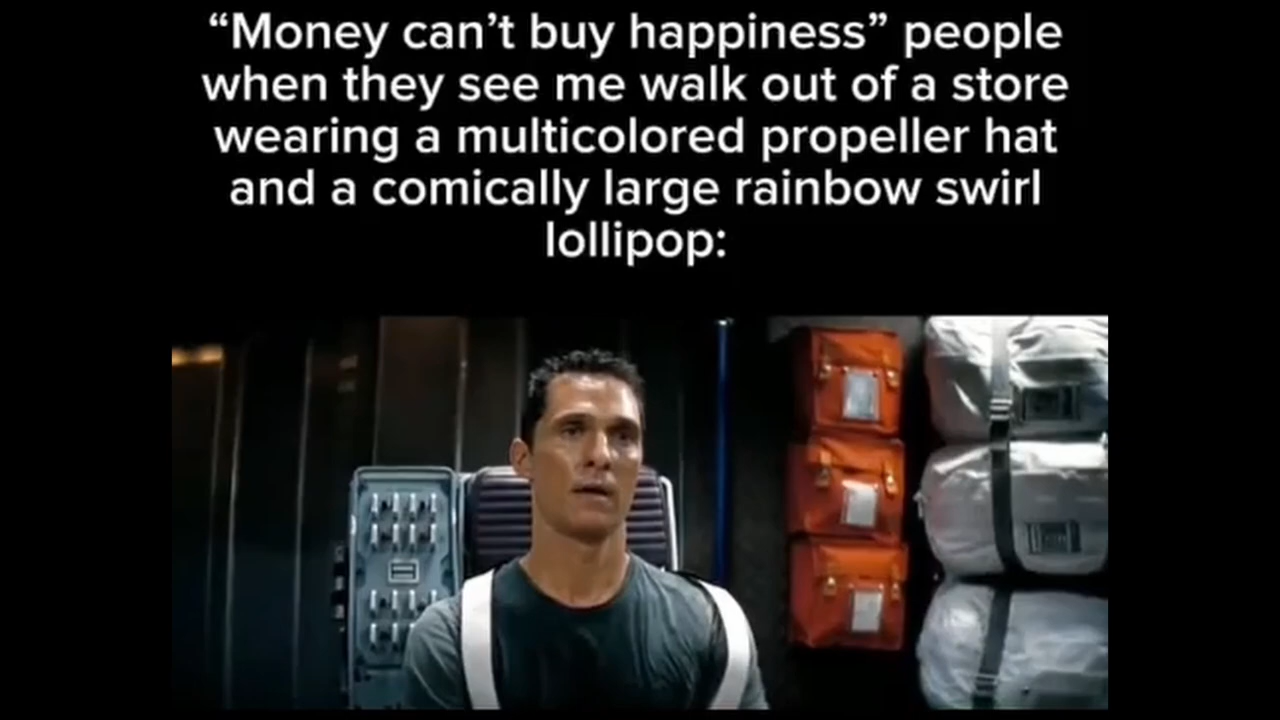 “Money can’t buy happiness” people
when they see me walk out of a store
wearing a multicolored propeller hat
and a comically large rainbow swirl
lollipop: